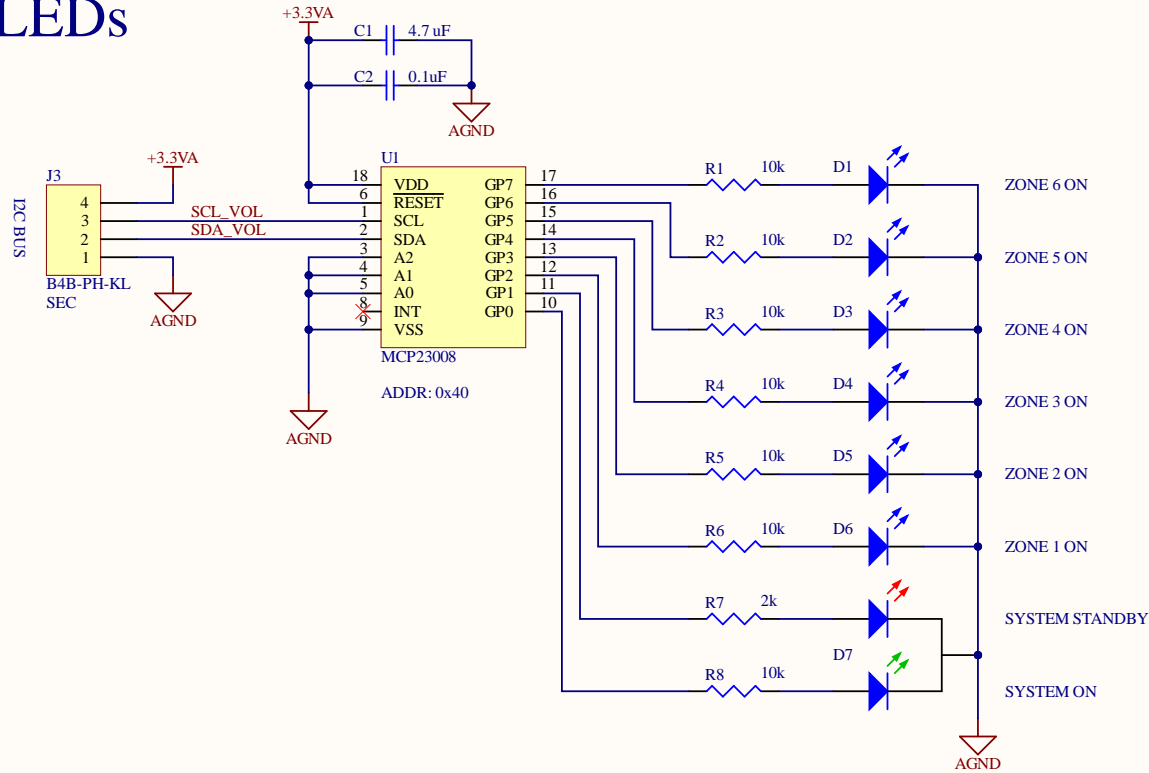 LEDs
+3.3VA
C1 4.7 uF
C2 0.1uF
AGND
+3.3VA
J3
I2C BUS
4
3
2
1
B4B-PH-KL
SEC
AGND
SCL_VOL
SDA_VOL
U1
18 VDD GP7 17
6 RESET GP6 16
1 SCL GP5 15
2 SDA GP4 14
3 A2 GP3 13
4 A1 GP2 12
5 A0 GP1 11
8 INT GP0 10
9 VSS
MCP23008
ADDR: 0x40
AGND
R1 10k D1 ZONE 6 ON
R2 10k D2 ZONE 5 ON
R3 10k D3 ZONE 4 ON
R4 10k D4 ZONE 3 ON
R5 10k D5 ZONE 2 ON
R6 10k D6 ZONE 1 ON
R7 2k SYSTEM STANDBY
D7
R8 10k SYSTEM ON
AGND